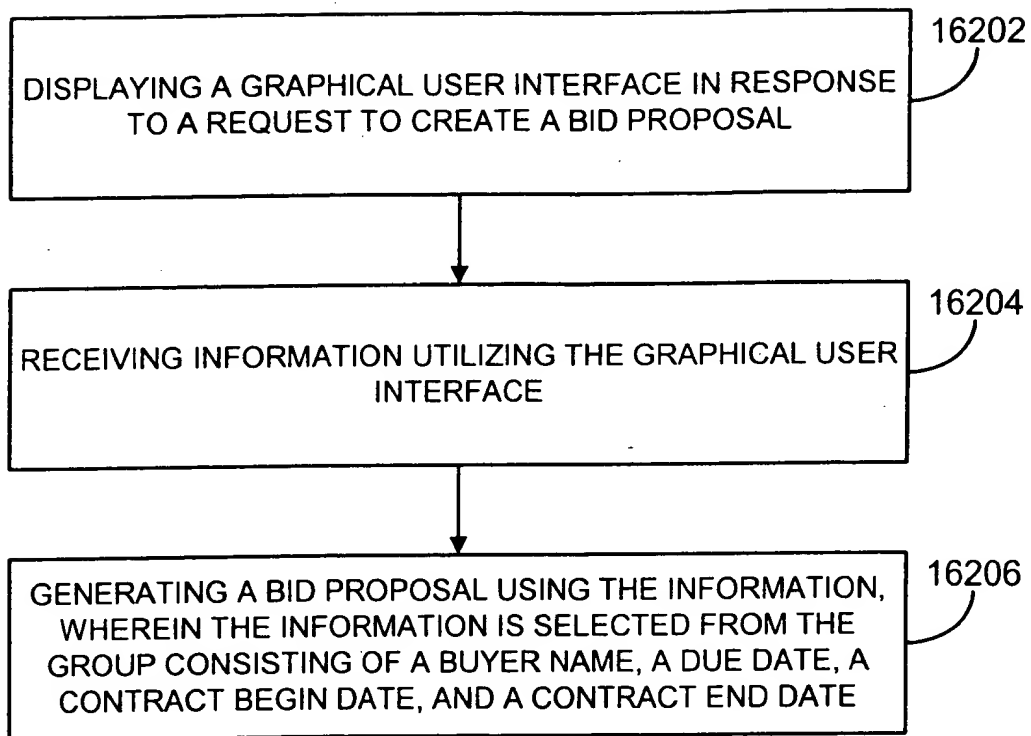 16202
DISPLAYING A GRAPHICAL USER INTERFACE IN RESPONSE
TO A REQUEST TO CREATE A BID PROPOSAL
16204
RECEIVING INFORMATION UTILIZING THE GRAPHICAL USER
INTERFACE
16206
GENERATING A BID PROPOSAL USING THE INFORMATION,
WHEREIN THE INFORMATION IS SELECTED FROM THE
GROUP CONSISTING OF A BUYER NAME, A DUE DATE, A
CONTRACT BEGIN DATE, AND A CONTRACT END DATE